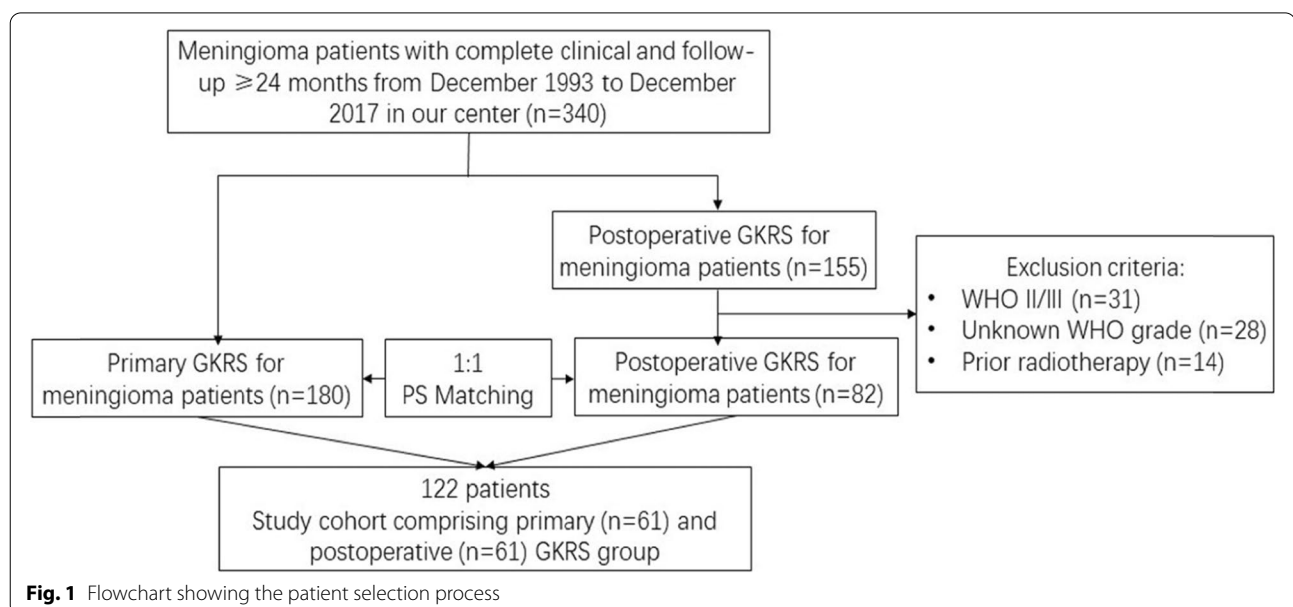 Meningioma patients with complete clinical and follow-
up ⩾24 months from December 1993 to December
2017 in our center (n=340)
Postoperative GKRS for
meningioma patients (n=155)
Exclusion criteria:
• WHO II/III (n=31)
• Unknown WHO grade (n=28)
• Prior radiotherapy (n=14)
Primary GKRS for
meningioma patients (n=180)
1:1
PS Matching
Postoperative GKRS for
meningioma patients (n=82)
122 patients
Study cohort comprising primary (n=61) and
postoperative (n=61) GKRS group
Fig. 1 Flowchart showing the patient selection process